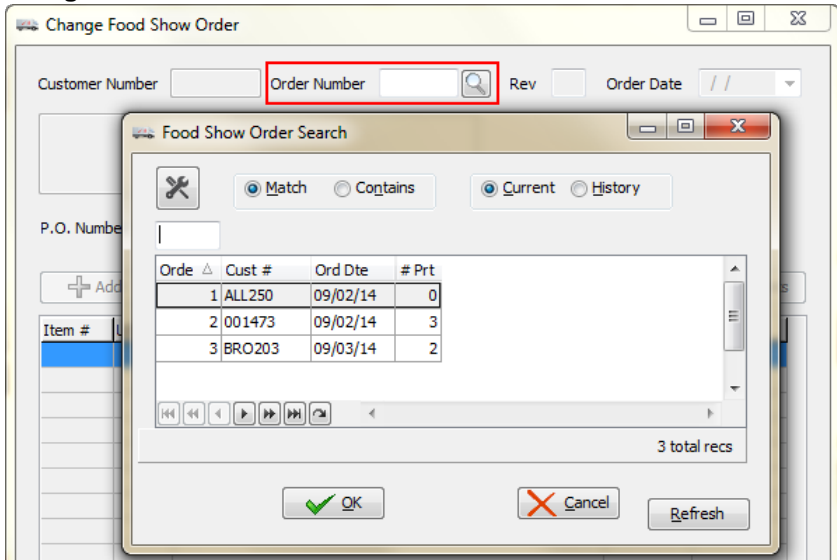 Change Food Show Order
Customer Number Order Number Rev Order Date / /
Food Show Order Search
Match Contains Current History
P.O. Numbe
Orde Cust # Ord Dte # Prt
1 ALL250 09/02/14 0
2 001473 09/02/14 3
3 BRO203 09/03/14 2
Add
Item #
3 total recs
OK Cancel Refresh